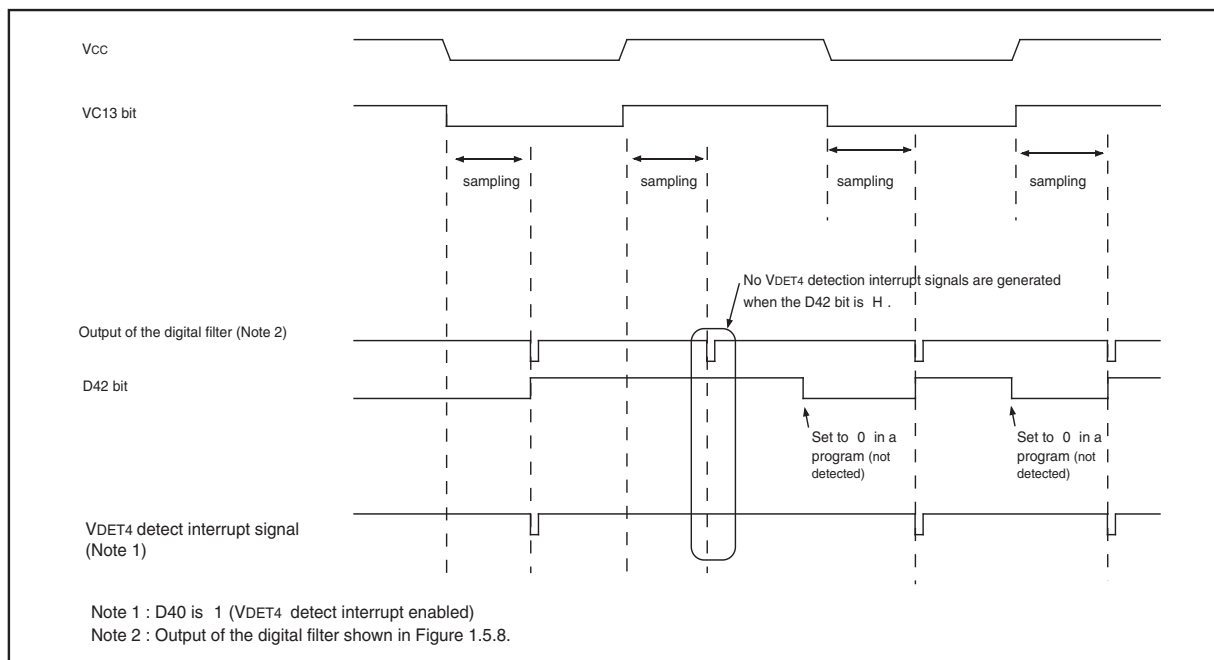 VCC
VC13 bit
sampling
sampling
sampling
sampling
No VDET4 detection interrupt signals are generated
when the D42 bit is H .
Output of the digital filter (Note 2)
D42 bit
Set to 0 in a
program (not
detected)
Set to 0 in a
program (not
detected)
VDET4 detect interrupt signal
(Note 1)
Note 1 : D40 is 1 (VDET4 detect interrupt enabled)
Note 2 : Output of the digital filter shown in Figure 1.5.8.